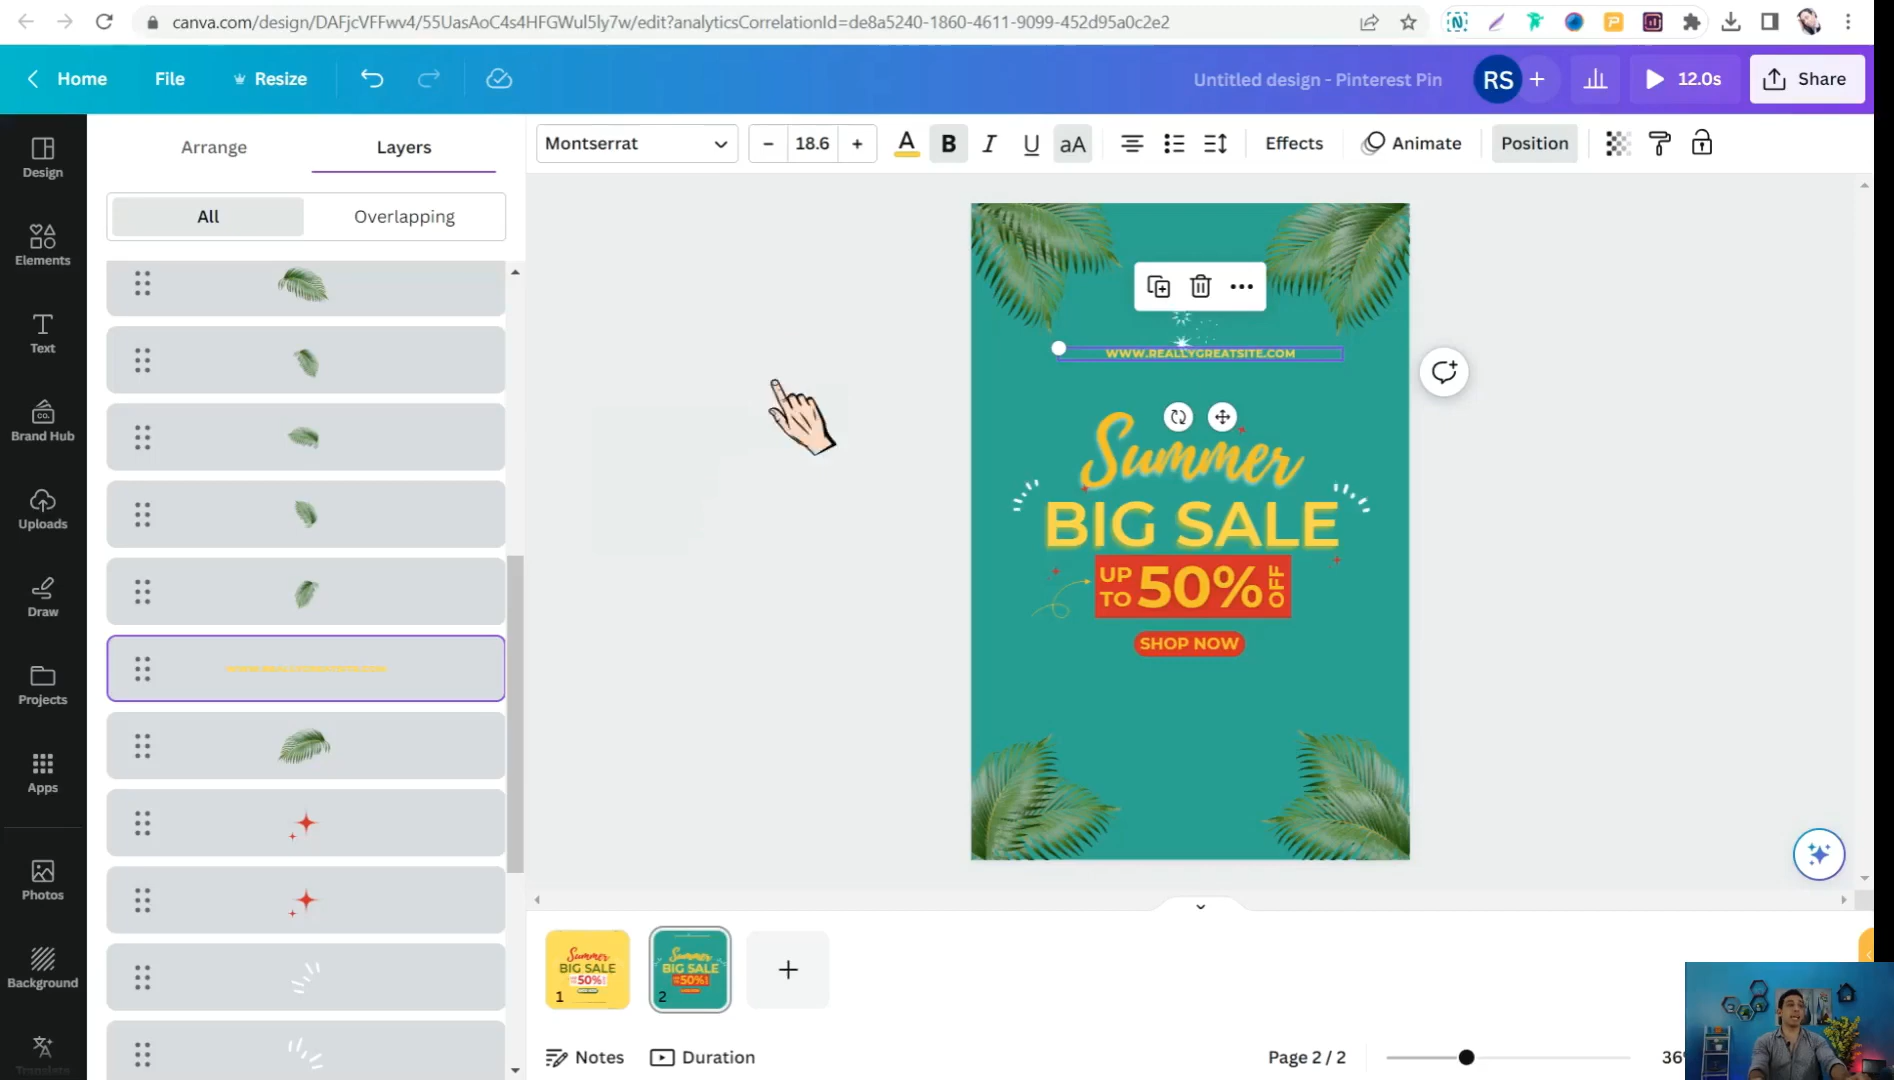 canva.com/design/DAFjcVFFwv4/55UasAoC4s4HFGWul5ly7w/edit?analyticsCorrelationId=de8a5240-1860-4611-9099-452d95a0c2e2
Home
File
Resize
Untitled design - Pinterest Pin
RS
12.0s
Share
Design
Elements
Text
Brand Hub
Uploads
Draw
Projects
Apps
Photos
Background
Translate
Arrange
Layers
All
Overlapping
Montserrat
18.6
A
B
I
U
aA
Effects
Animate
Position
WWW.REALLYGREATSITE.COM
Summer
BIG SALE
UP TO 50% OFF
SHOP NOW
Summer
BIG SALE
50%
1
Summer
BIG SALE
50%
2
Notes
Duration
Page 2 / 2